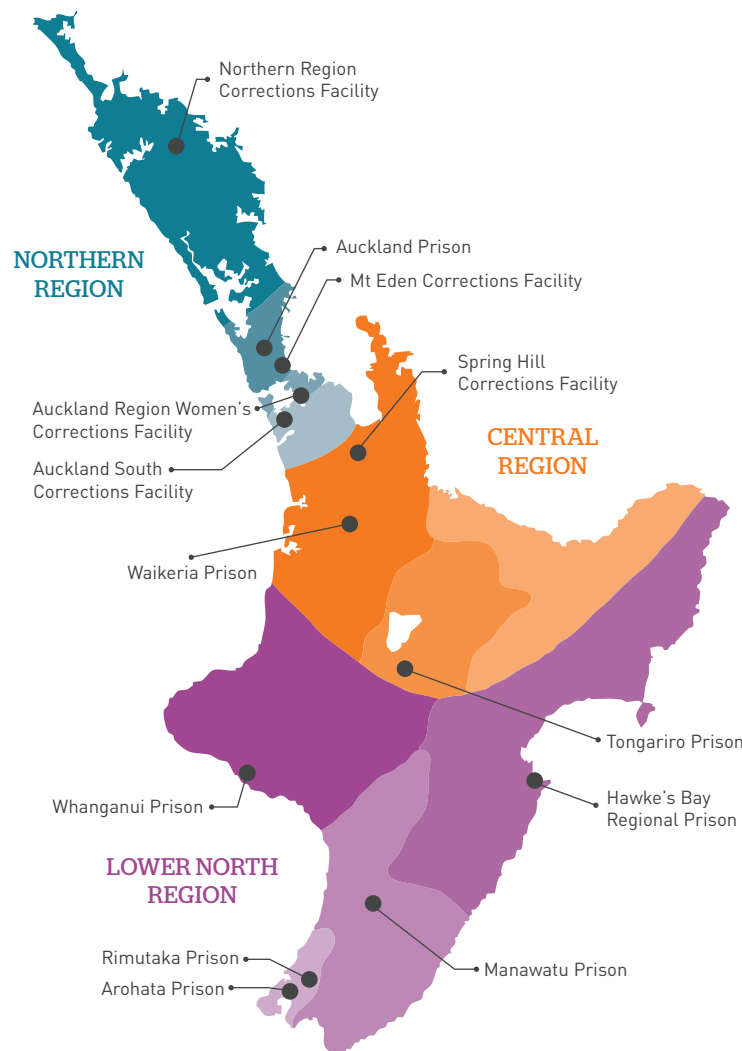 Northern Region
Corrections Facility
Auckland Prison
NORTHERN
REGION
Mt Eden Corrections Facility
Spring Hill
Corrections Facility
Auckland Region Women's
Corrections Facility
CENTRAL
REGION
Auckland South
Corrections Facility
Waikeria Prison
Tongariro Prison
Whanganui Prison
Hawke's Bay
Regional Prison
LOWER NORTH
REGION
Rimutaka Prison
Manawatu Prison
Arohata Prison